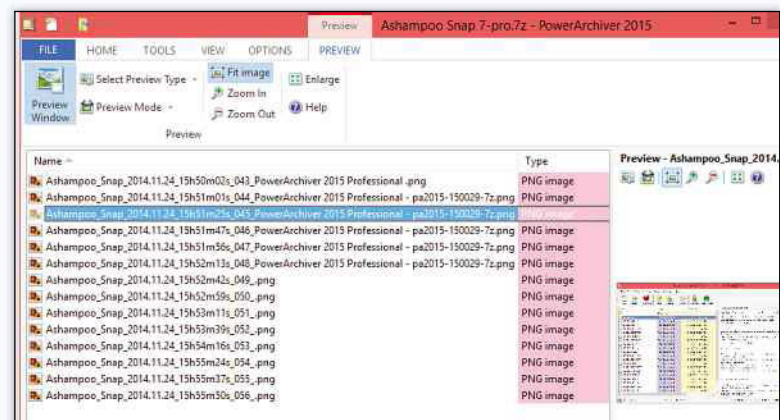 Preview
Ashampoo Snap 7-pro.7z - PowerArchiver 2015
FILE HOME TOOLS VIEW OPTIONS PREVIEW
Preview Window
Select Preview Type
Preview Mode
Fit image
Zoom In
Zoom Out
Enlarge
Help
Preview
Name Type
Ashampoo_Snap_2014.11.24_15h50m02s_043_PowerArchiver 2015 Professional .png PNG image
Ashampoo_Snap_2014.11.24_15h51m01s_044_PowerArchiver 2015 Professional - pa2015-150029-7z.png PNG image
Ashampoo_Snap_2014.11.24_15h51m25s_045_PowerArchiver 2015 Professional - pa2015-150029-7z.png PNG image
Ashampoo_Snap_2014.11.24_15h51m47s_046_PowerArchiver 2015 Professional - pa2015-150029-7z.png PNG image
Ashampoo_Snap_2014.11.24_15h51m56s_047_PowerArchiver 2015 Professional - pa2015-150029-7z.png PNG image
Ashampoo_Snap_2014.11.24_15h52m13s_048_PowerArchiver 2015 Professional - pa2015-150029-7z.png PNG image
Ashampoo_Snap_2014.11.24_15h52m42s_049_.png PNG image
Ashampoo_Snap_2014.11.24_15h52m59s_050_.png PNG image
Ashampoo_Snap_2014.11.24_15h53m11s_051_.png PNG image
Ashampoo_Snap_2014.11.24_15h53m39s_052_.png PNG image
Ashampoo_Snap_2014.11.24_15h54m16s_053_.png PNG image
Ashampoo_Snap_2014.11.24_15h55m24s_054_.png PNG image
Ashampoo_Snap_2014.11.24_15h55m37s_055_.png PNG image
Ashampoo_Snap_2014.11.24_15h55m50s_056_.png PNG image
Preview - Ashampoo_Snap_2014.